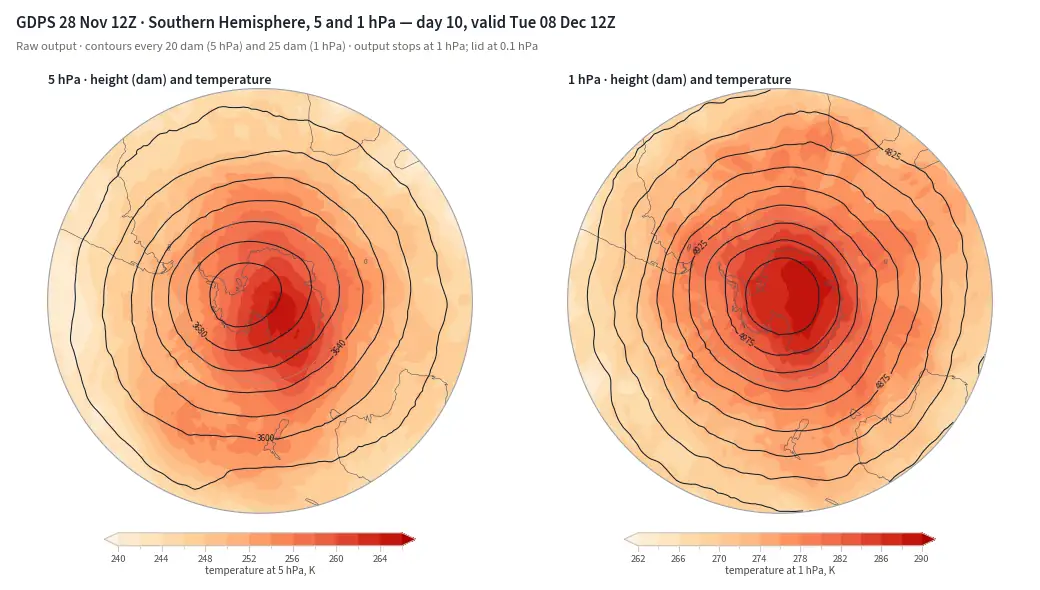 GDPS 28 Nov 12Z · Southern Hemisphere, 5 and 1 hPa — day 10, valid Tue 08 Dec 12Z
Raw output · contours every 20 dam (5 hPa) and 25 dam (1 hPa) · output stops at 1 hPa; lid at 0.1 hPa
5 hPa · height (dam) and temperature
1 hPa · height (dam) and temperature
3680
3640
3600
4825
4925
4975
4875
240 244 248 252 256 260 264
temperature at 5 hPa, K
262 266 270 274 278 282 286 290
temperature at 1 hPa, K